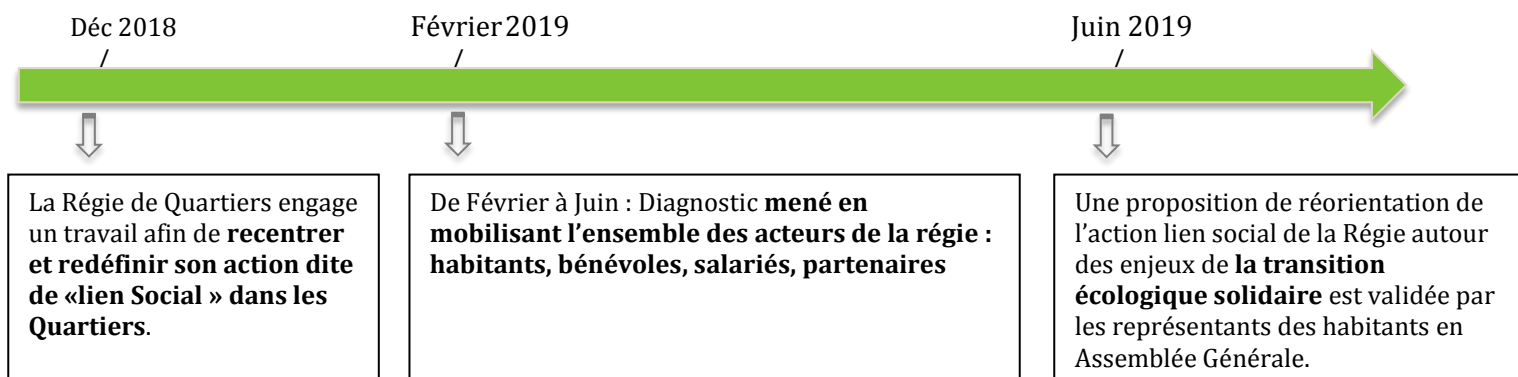 Déc 2018
Février 2019
Juin 2019
La Régie de Quartiers engage
un travail afin de recentrer
et redéfinir son action dite
de «lien Social » dans les
Quartiers.
De Février à Juin : Diagnostic mené en
mobilisant l’ensemble des acteurs de la régie :
habitants, bénévoles, salariés, partenaires
Une proposition de réorientation de
l’action lien social de la Régie autour
des enjeux de la transition
écologique solidaire est validée par
les représentants des habitants en
Assemblée Générale.